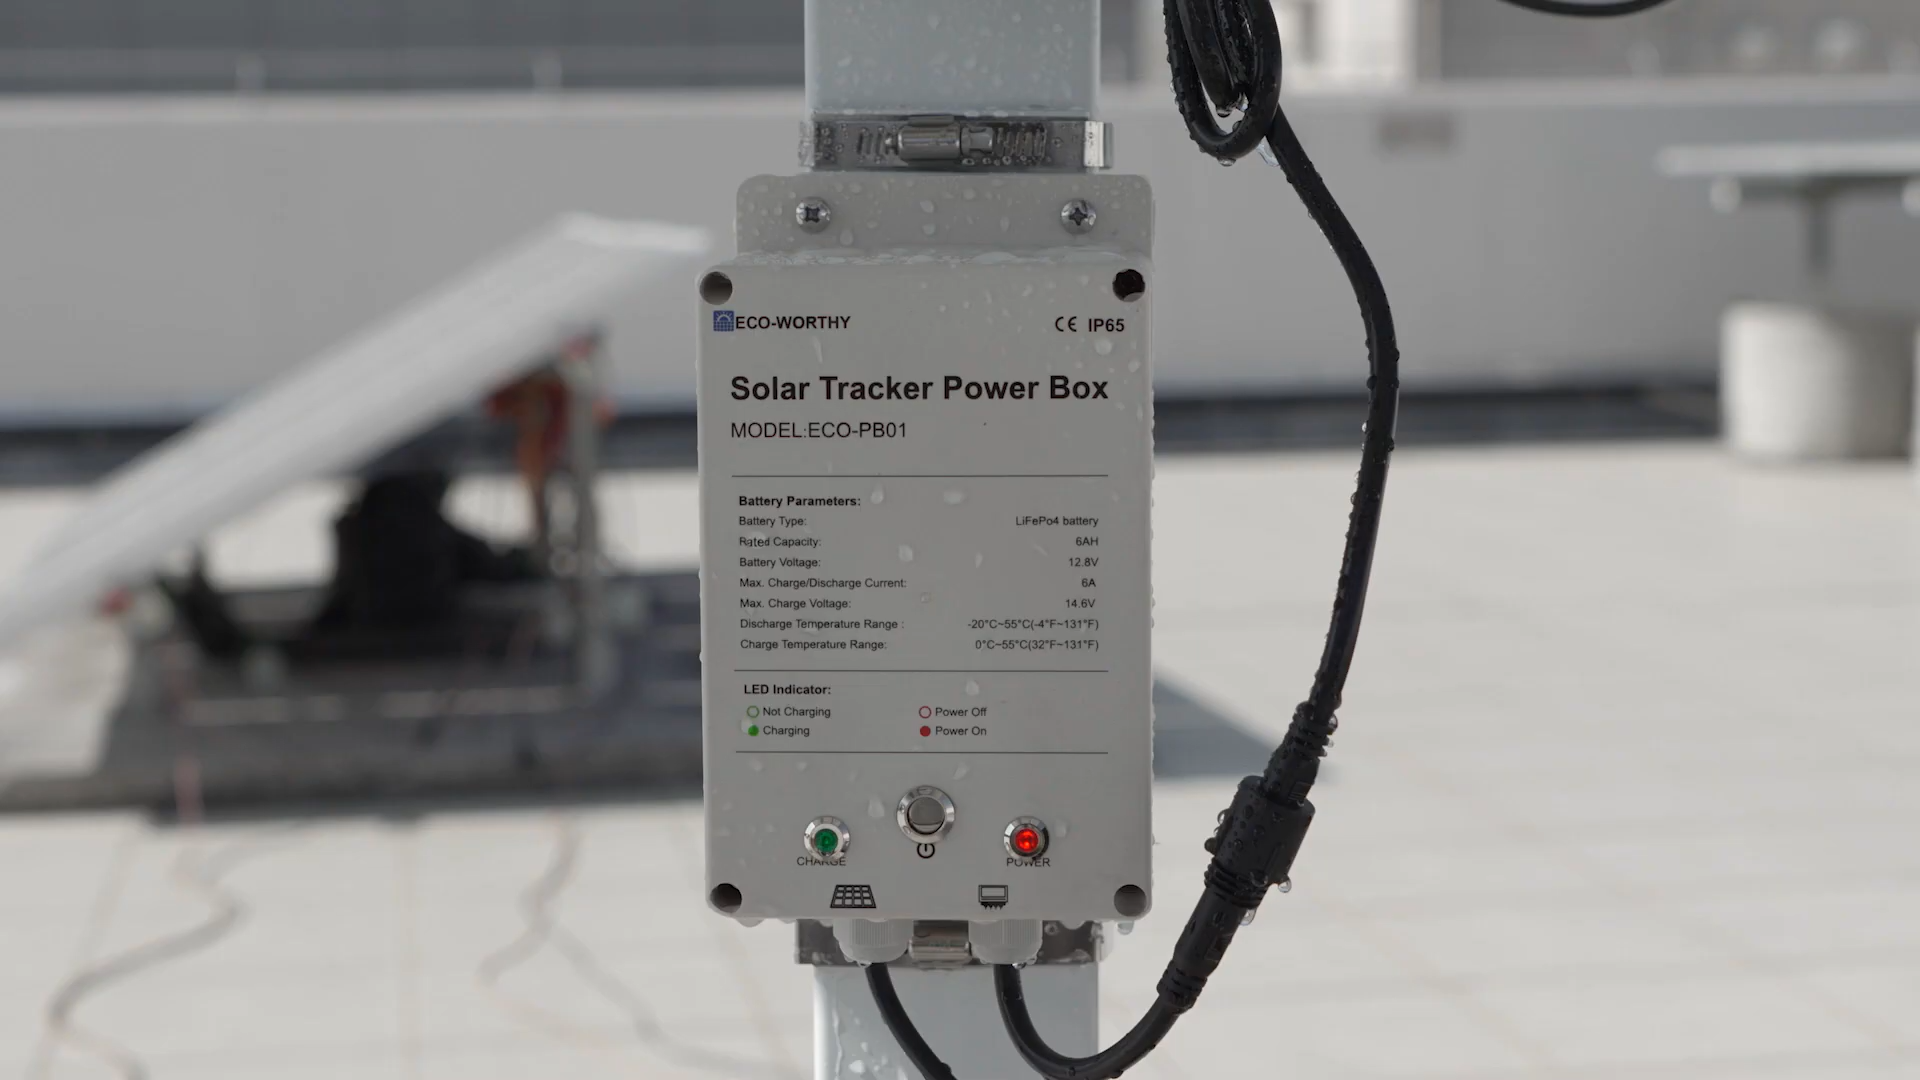 ECO-WORTHY CE IP65
Solar Tracker Power Box
MODEL:ECO-PB01
Battery Parameters:
Battery Type: LiFePo4 battery
Rated Capacity: 6AH
Battery Voltage: 12.8V
Max. Charge/Discharge Current: 6A
Max. Charge Voltage: 14.6V
Discharge Temperature Range : -20°C~55°C(-4°F~131°F)
Charge Temperature Range: 0°C~55°C(32°F~131°F)
LED Indicator:
Not Charging Power Off
Charging Power On
CHARGE POWER